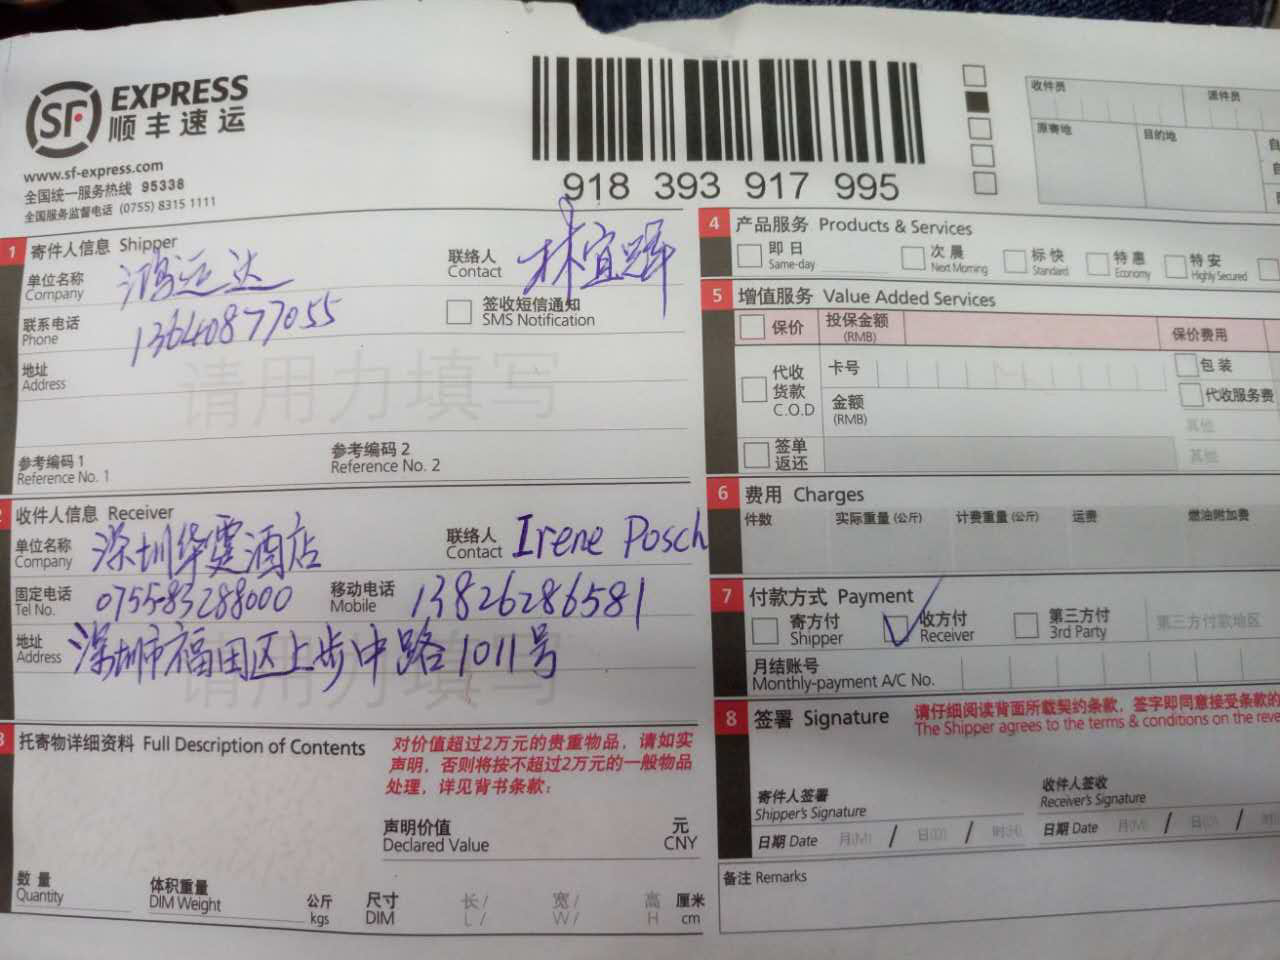 SF EXPRESS
顺丰速运
www.sf-express.com
全国统一服务热线 95338
全国服务监督电话 (0755) 8315 1111
918 393 917 995
收件员
派件员
原寄地
目的地
自
自
1 寄件人信息 Shipper
单位名称 Company 鸿运达
联络人 Contact 林宜
联系电话 Phone 13640877055
签收短信通知 SMS Notification
地址 Address
请用力填写
参考编码 1 Reference No. 1
参考编码 2 Reference No. 2
2 收件人信息 Receiver
单位名称 Company 深圳华雯酒店
联络人 Contact Irene Posch
固定电话 Tel No. 0755-83288000
移动电话 Mobile 13826286581
地址 Address 深圳市福田区上步中路1011号
请用力填写
3 托寄物详细资料 Full Description of Contents
对价值超过2万元的贵重物品，请如实
声明，否则将按不超过2万元的一般物品
处理，详见背书条款：
声明价值 Declared Value
元 CNY
数量 Quantity
体积重量 DIM Weight
公斤 kgs
尺寸 DIM
长/ L/
宽/ W/
高 H
厘米 cm
4 产品服务 Products & Services
即日 Same-day
次晨 Next Morning
标快 Standard
特惠 Economy
特安 Highly Secured
5 增值服务 Value Added Services
保价
投保金额 (RMB)
保价费用
代收货款 C.O.D
卡号
金额 (RMB)
包装
代收服务费
其他
其他
签单返还
6 费用 Charges
件数
实际重量 (公斤)
计费重量 (公斤)
运费
燃油附加费
7 付款方式 Payment
寄方付 Shipper
收方付 Receiver
第三方付 3rd Party
第三方付款地区
月结账号 Monthly-payment A/C No.
8 签署 Signature
请仔细阅读背面所载契约条款，签字即同意接受条款的
The Shipper agrees to the terms & conditions on the reve
寄件人签署 Shipper's Signature
收件人签收 Receiver's Signature
日期 Date 月(M) / 日(D) / 时(H)
日期 Date 月(M) / 日(D) / 时(
备注 Remarks